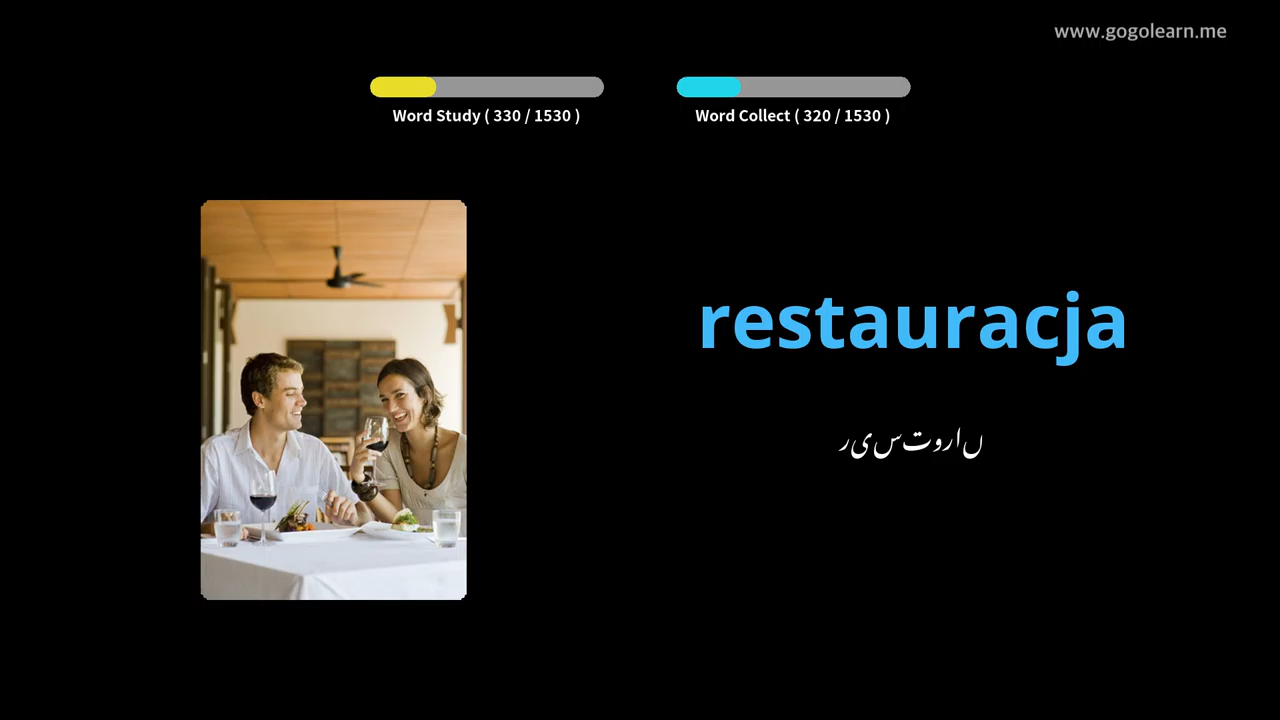 www.gogolearn.me
Word Study ( 330 / 1530 )
Word Collect ( 320 / 1530 )
restauracja
ریستوراں